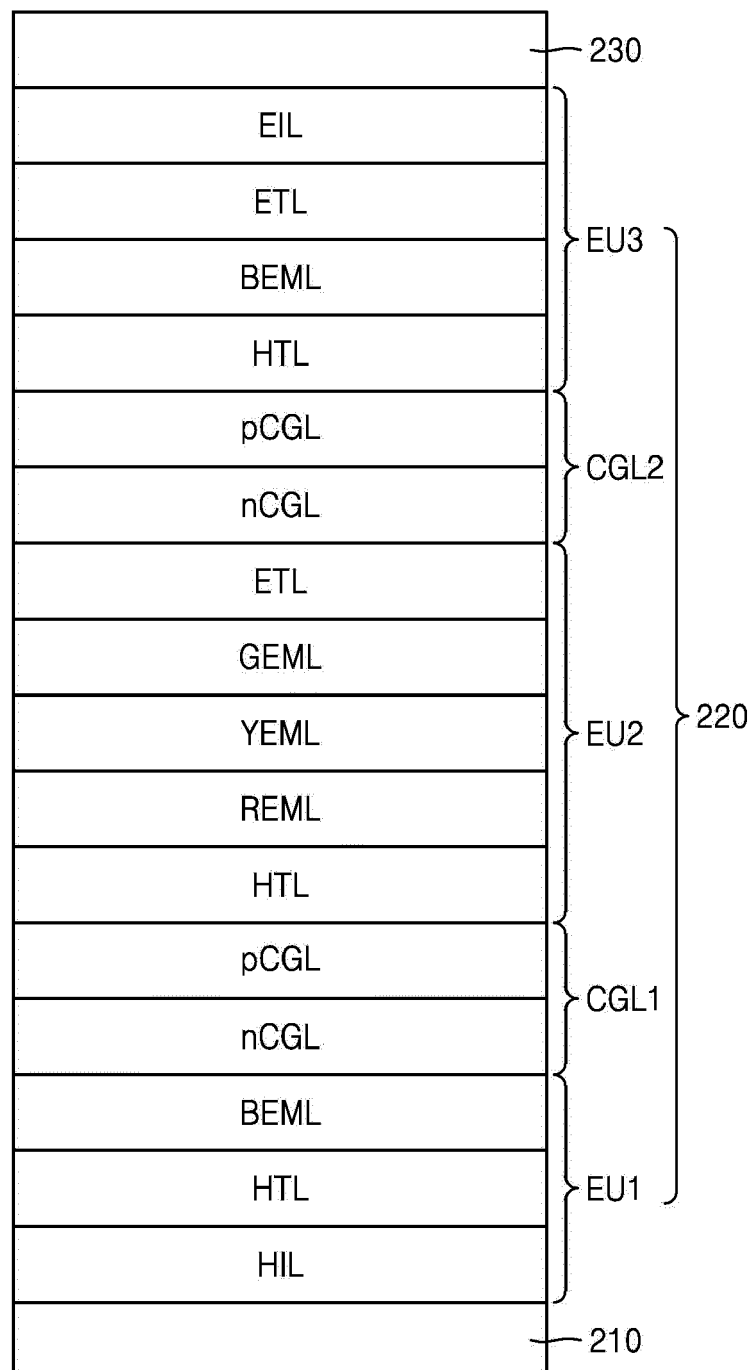 230
EIL
ETL
EU3
BEML
HTL
pCGL
CGL2
nCGL
ETL
GEML
220
YEML
EU2
REML
HTL
pCGL
CGL1
nCGL
BEML
HTL
EU1
HIL
210